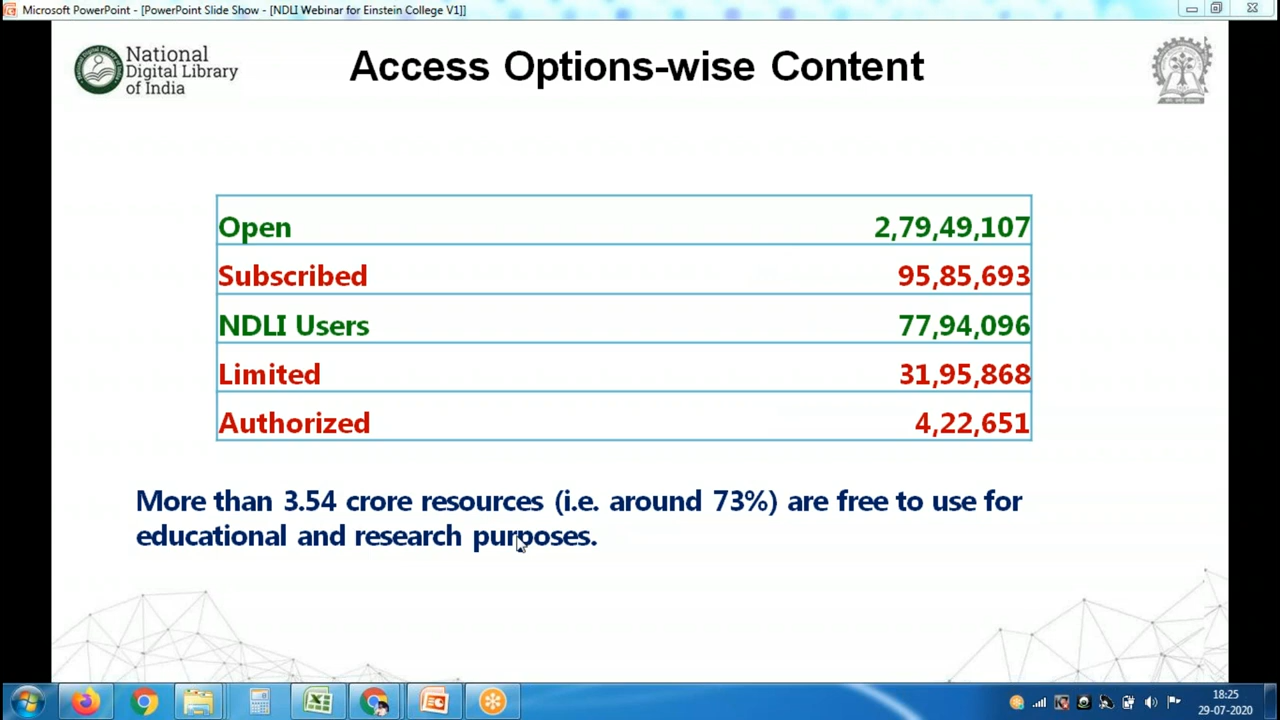 Microsoft PowerPoint - [PowerPoint Slide Show - [NDLI Webinar for Einstein College V1]]
National
Digital Library
of India
Access Options-wise Content
Open 2,79,49,107
Subscribed 95,85,693
NDLI Users 77,94,096
Limited 31,95,868
Authorized 4,22,651
More than 3.54 crore resources (i.e. around 73%) are free to use for
educational and research purposes.
18:25
29-07-2020